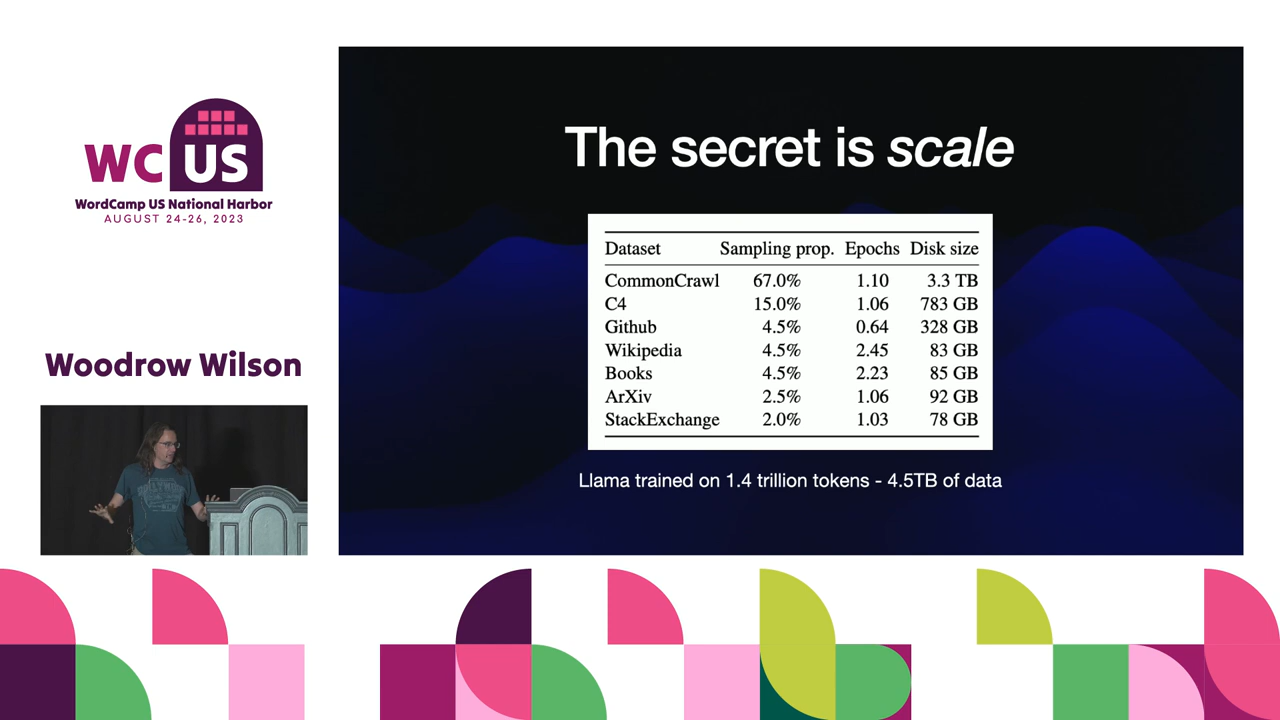 WC US
WordCamp US National Harbor
AUGUST 24-26, 2023
Woodrow Wilson
The secret is scale
Dataset Sampling prop. Epochs Disk size
CommonCrawl 67.0% 1.10 3.3 TB
C4 15.0% 1.06 783 GB
Github 4.5% 0.64 328 GB
Wikipedia 4.5% 2.45 83 GB
Books 4.5% 2.23 85 GB
ArXiv 2.5% 1.06 92 GB
StackExchange 2.0% 1.03 78 GB
Llama trained on 1.4 trillion tokens - 4.5TB of data